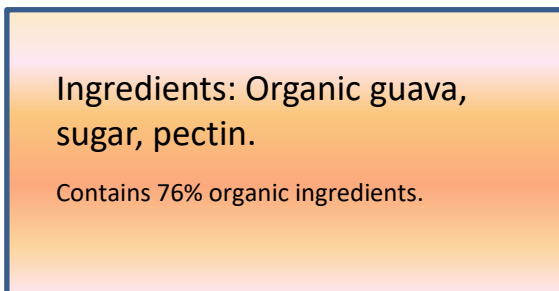 Ingredients: Organic guava,
sugar, pectin.
Contains 76% organic ingredients.